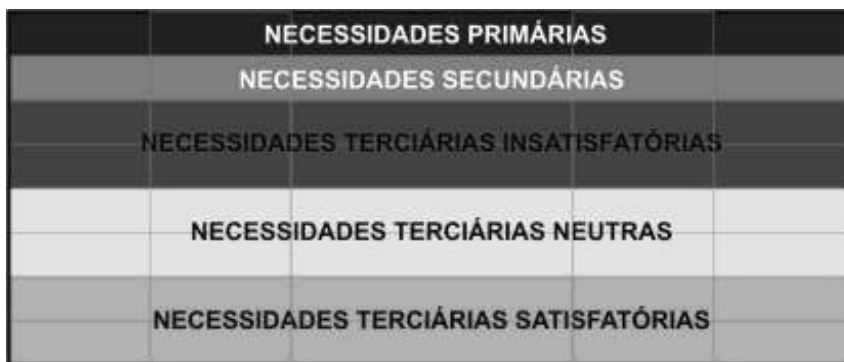 NECESSIDADES PRIMÁRIAS
NECESSIDADES SECUNDÁRIAS
NECESSIDADES TERCIÁRIAS INSATISFATÓRIAS
NECESSIDADES TERCIÁRIAS NEUTRAS
NECESSIDADES TERCIÁRIAS SATISFATÓRIAS